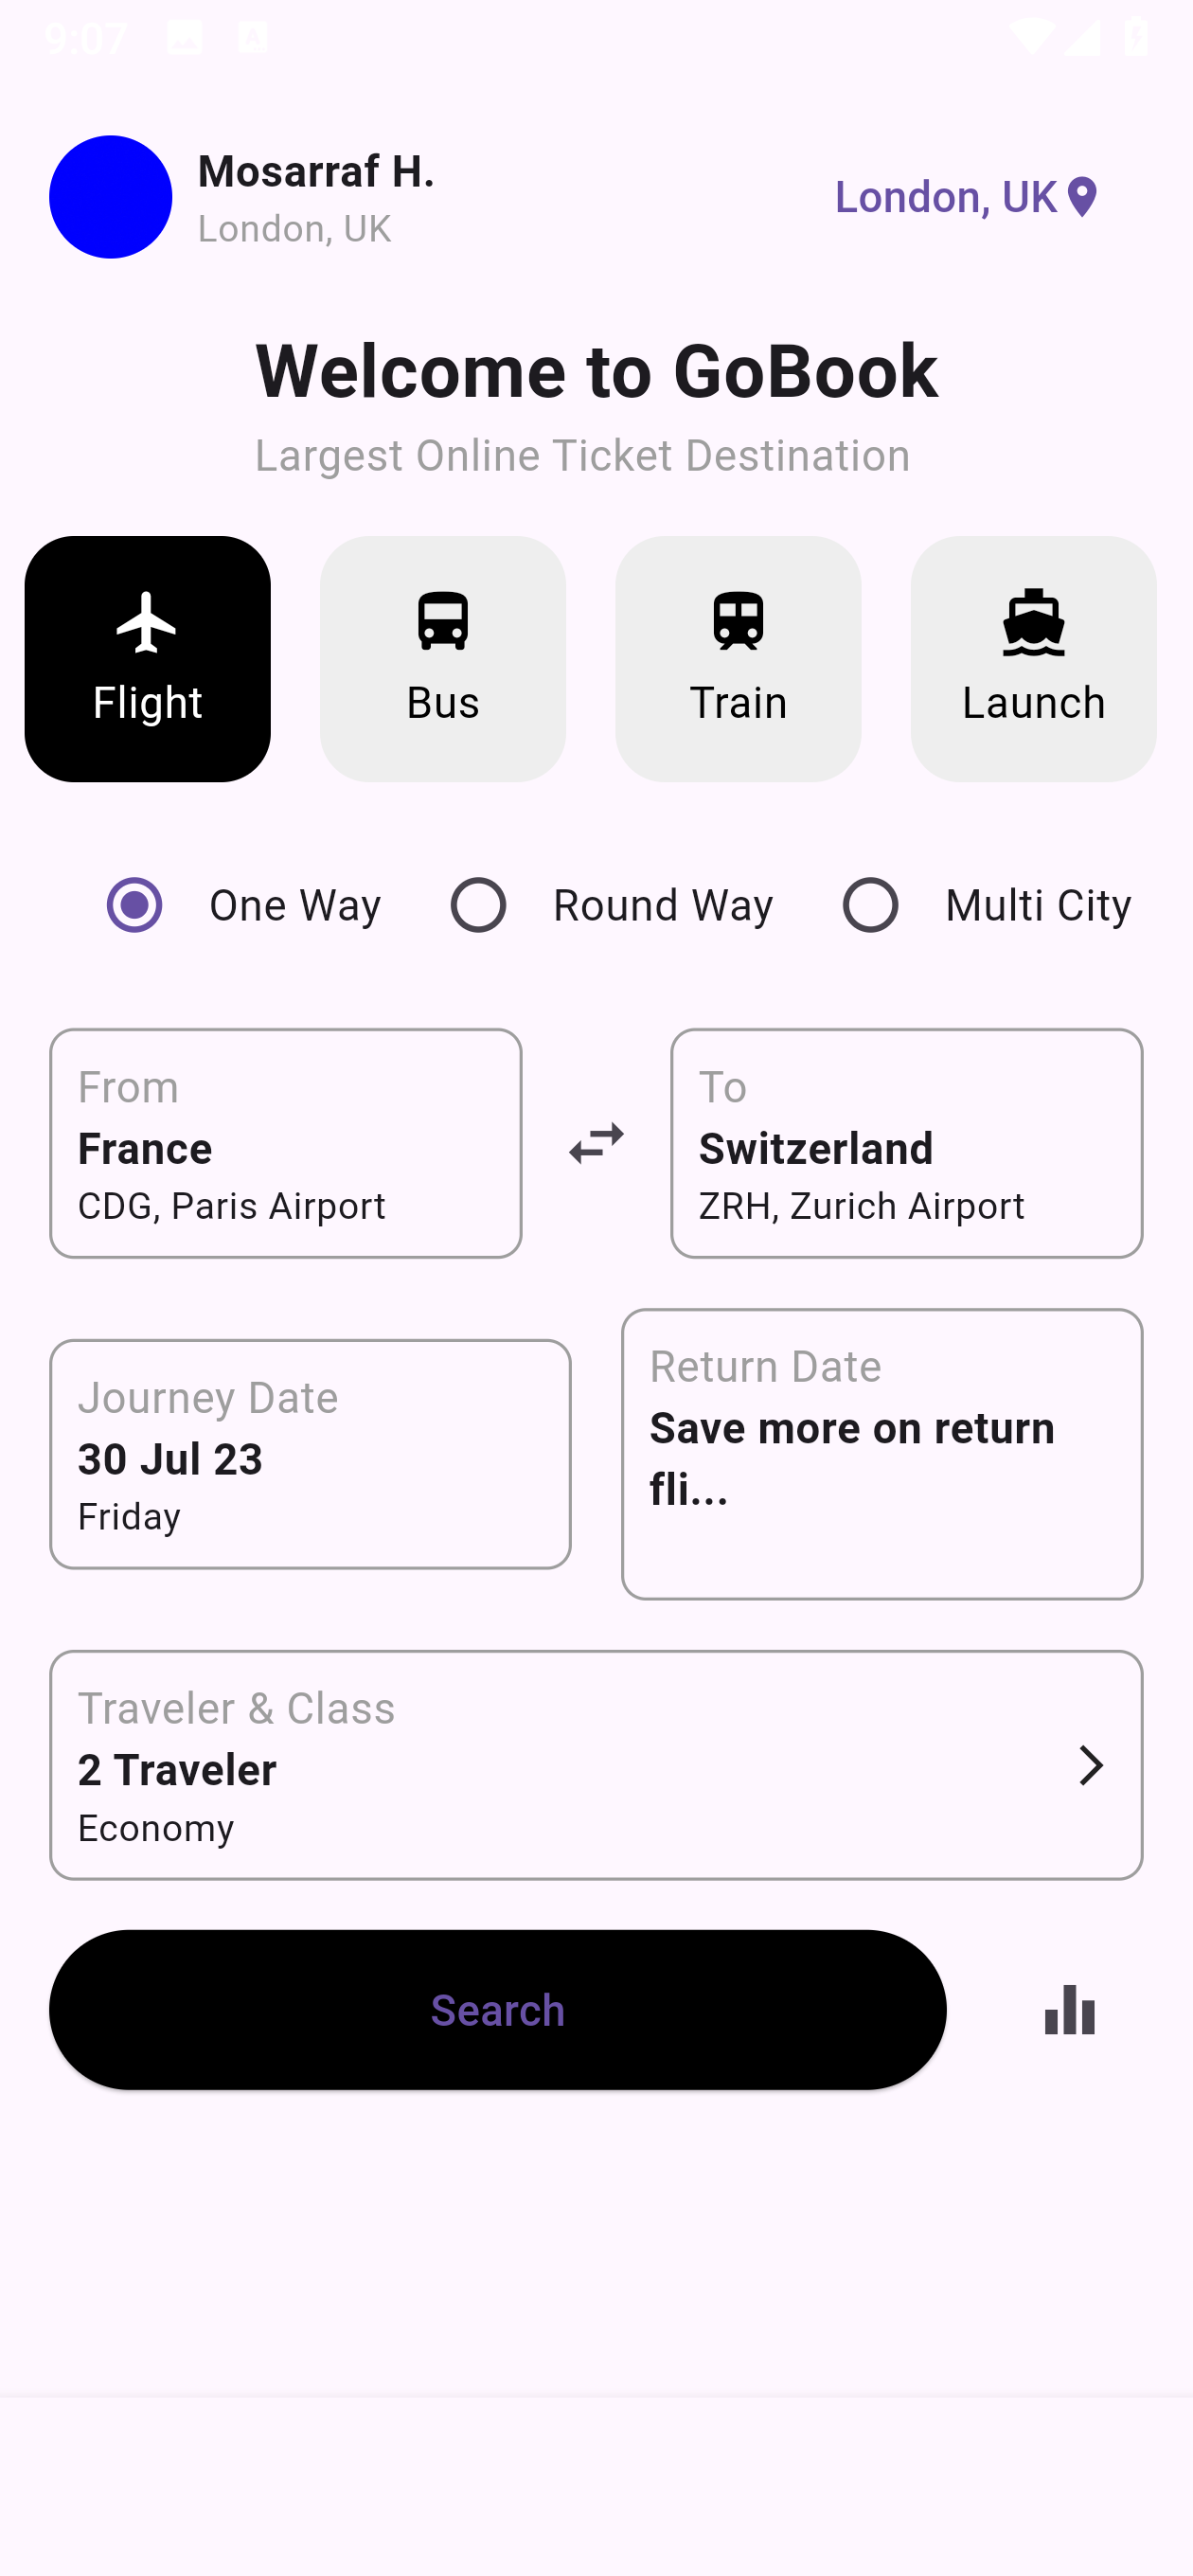 9:07
Mosarraf H.
London, UK
London, UK
Welcome to GoBook
Largest Online Ticket Destination
Flight
Bus
Train
Launch
One Way
Round Way
Multi City
From
France
CDG, Paris Airport
To
Switzerland
ZRH, Zurich Airport
Journey Date
30 Jul 23
Friday
Return Date
Save more on return
fli...
Traveler & Class
2 Traveler
Economy
Search